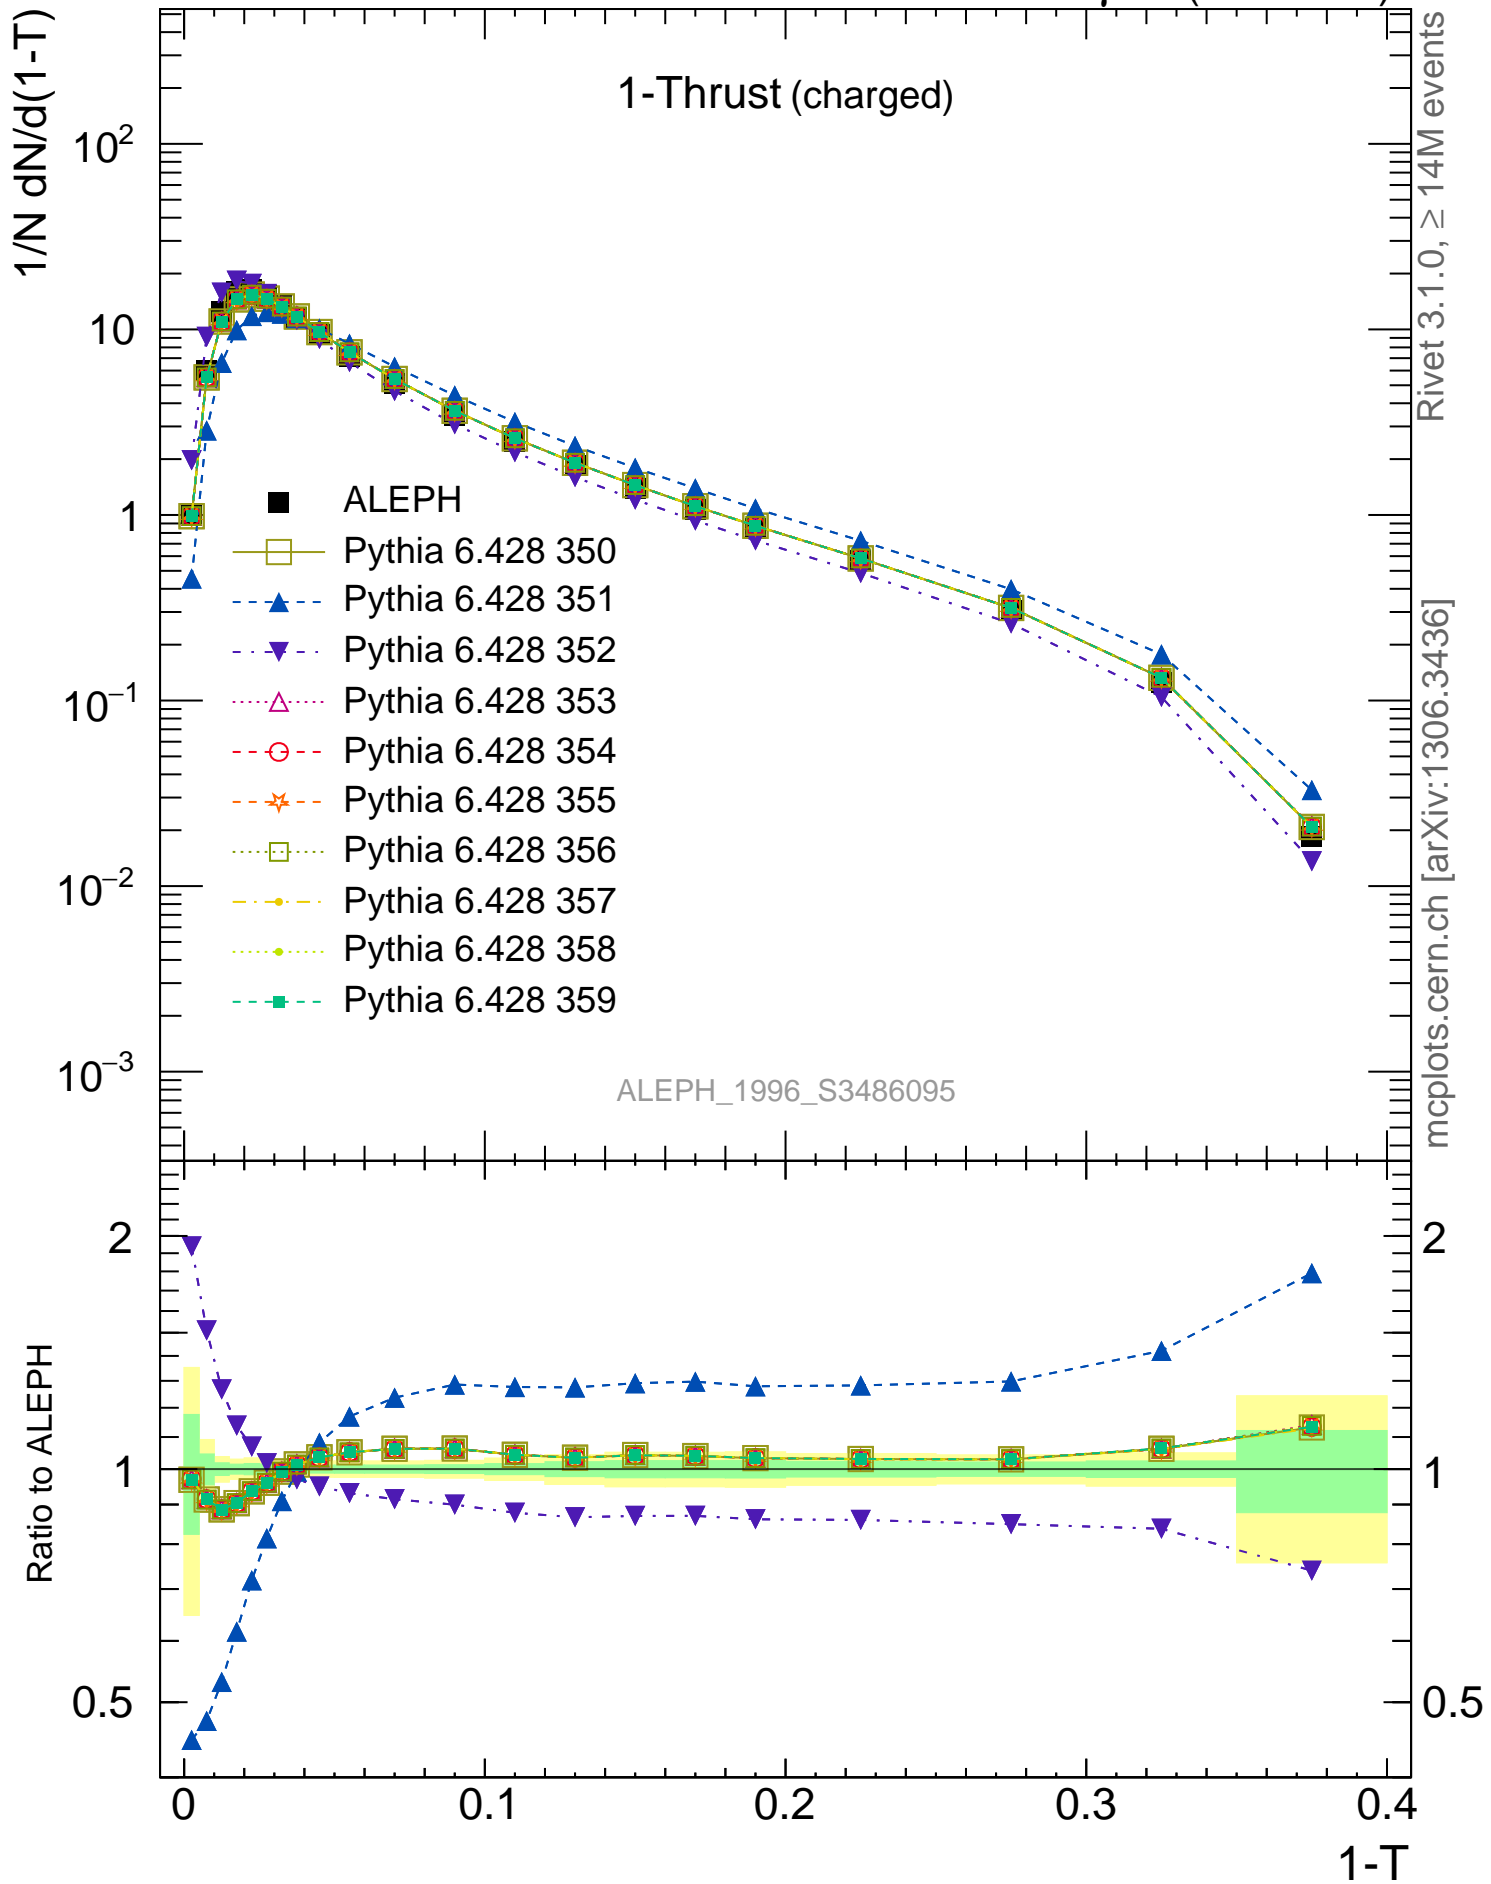 1/N dN/d(1-T)
1-Thrust (charged)
10²
10
1
10⁻¹
10⁻²
10⁻³
ALEPH
Pythia 6.428 350
Pythia 6.428 351
Pythia 6.428 352
Pythia 6.428 353
Pythia 6.428 354
Pythia 6.428 355
Pythia 6.428 356
Pythia 6.428 357
Pythia 6.428 358
Pythia 6.428 359
ALEPH_1996_S3486095
Rivet 3.1.0, ≥ 14M events
mcplots.cern.ch [arXiv:1306.3436]
Ratio to ALEPH
2
1
0.5
2
1
0.5
0
0.1
0.2
0.3
0.4
1-T